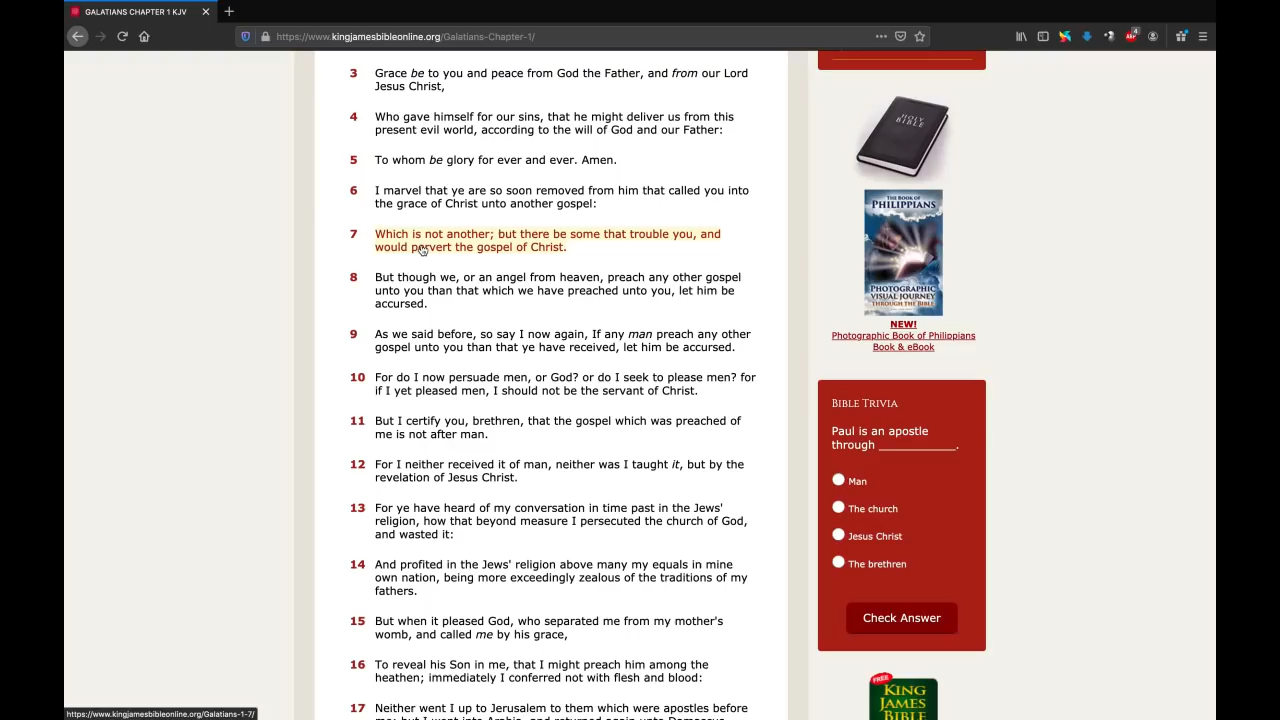 GALATIANS CHAPTER 1 KJV
https://www.kingjamesbibleonline.org/Galatians-Chapter-1/
4
3 Grace be to you and peace from God the Father, and from our Lord
Jesus Christ,
4 Who gave himself for our sins, that he might deliver us from this
present evil world, according to the will of God and our Father:
5 To whom be glory for ever and ever. Amen.
6 I marvel that ye are so soon removed from him that called you into
the grace of Christ unto another gospel:
7 Which is not another; but there be some that trouble you, and
would pervert the gospel of Christ.
8 But though we, or an angel from heaven, preach any other gospel
unto you than that which we have preached unto you, let him be
accursed.
9 As we said before, so say I now again, If any man preach any other
gospel unto you than that ye have received, let him be accursed.
10 For do I now persuade men, or God? or do I seek to please men? for
if I yet pleased men, I should not be the servant of Christ.
11 But I certify you, brethren, that the gospel which was preached of
me is not after man.
12 For I neither received it of man, neither was I taught it, but by the
revelation of Jesus Christ.
13 For ye have heard of my conversation in time past in the Jews'
religion, how that beyond measure I persecuted the church of God,
and wasted it:
14 And profited in the Jews' religion above many my equals in mine
own nation, being more exceedingly zealous of the traditions of my
fathers.
15 But when it pleased God, who separated me from my mother's
womb, and called me by his grace,
16 To reveal his Son in me, that I might preach him among the
heathen; immediately I conferred not with flesh and blood:
17 Neither went I up to Jerusalem to them which were apostles before
HOLY
BIBLE
THE BOOK OF
PHILIPPIANS
PHOTOGRAPHIC
VISUAL JOURNEY
THROUGH THE BIBLE
NEW!
Photographic Book of Philippians
Book & eBook
BIBLE TRIVIA
Paul is an apostle
through ____________.
Man
The church
Jesus Christ
The brethren
Check Answer
FREE
KING
JAMES
BIBLE
https://www.kingjamesbibleonline.org/Galatians-1-7/